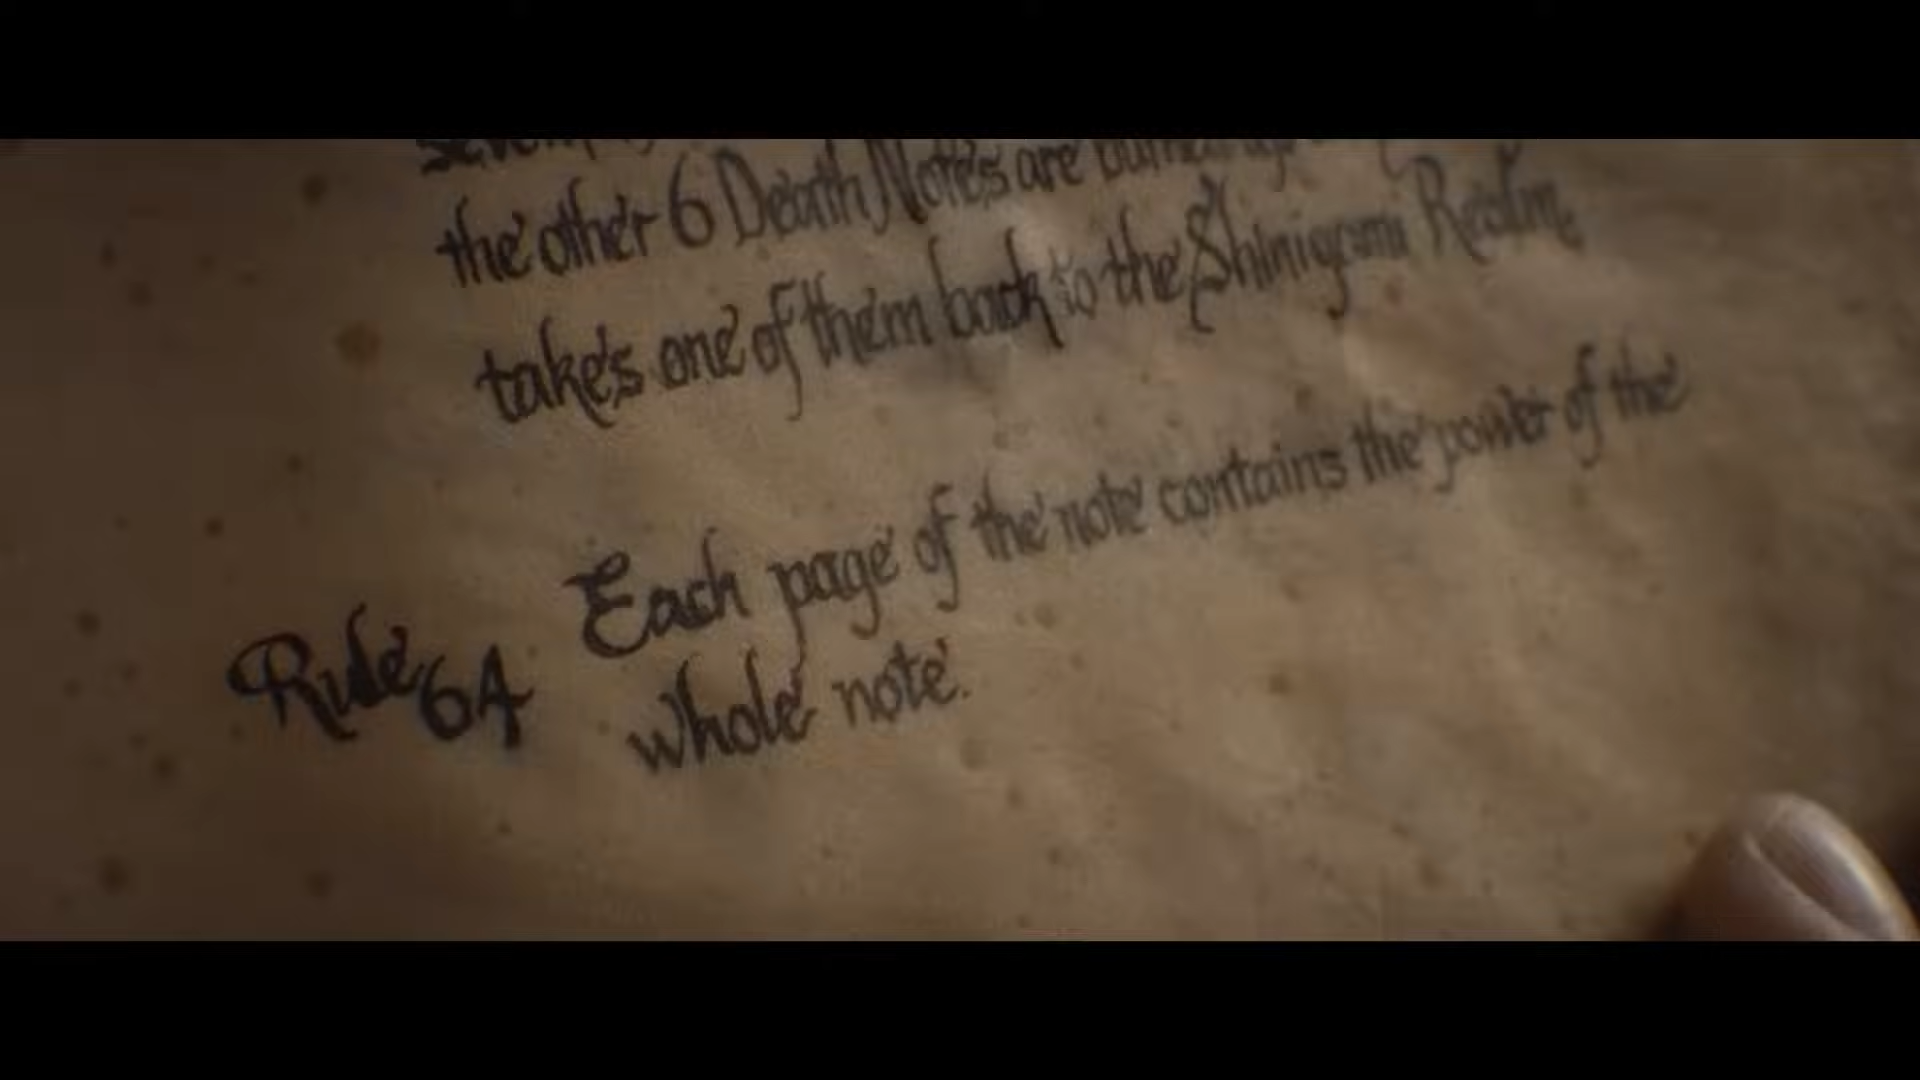 the other 6 Death Notes are burned
takes one of them back to the Shinigami Realm.
Each page of the note contains the power of the
Rule 64
whole note.